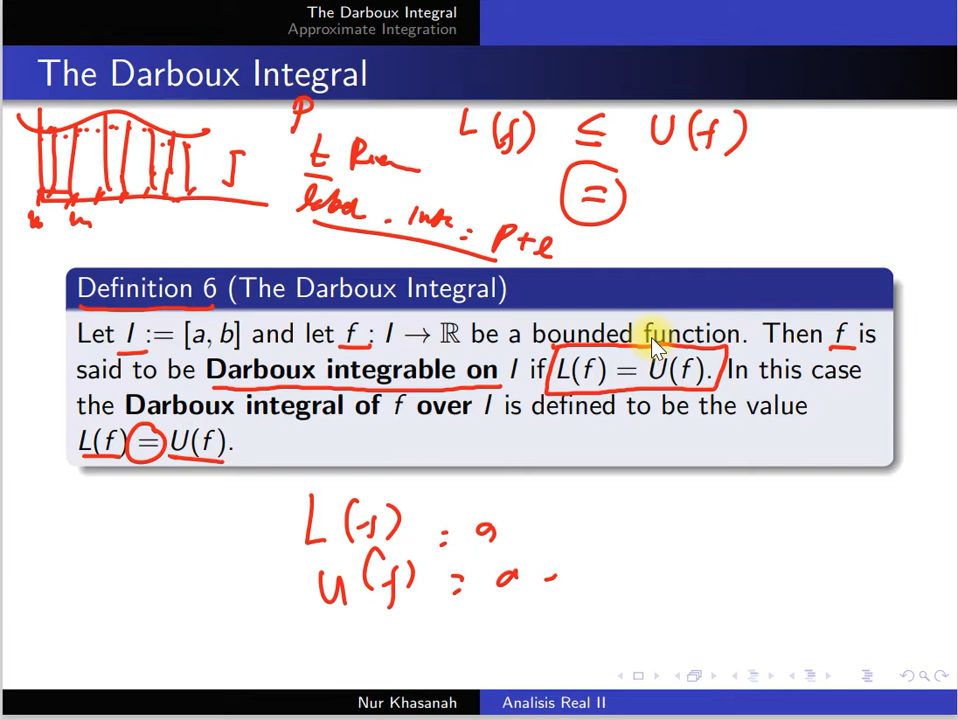 The Darboux Integral
Approximate Integration
The Darboux Integral
P
L(f) ≤ U(f)
t
=
label
P+l
Definition 6 (The Darboux Integral)
Let I := [a, b] and let f : I → ℝ be a bounded function. Then f is
said to be Darboux integrable on I if L(f) = U(f). In this case
the Darboux integral of f over I is defined to be the value
L(f) = U(f).
L(f) =
U(f) = a
Nur Khasanah
Analisis Real II